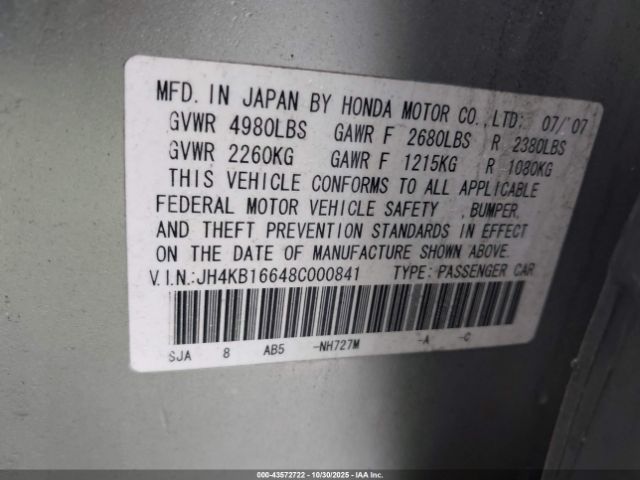 MFD. IN JAPAN BY HONDA MOTOR CO.,LTD: 07/'07
GVWR 4980LBS GAWR F 2680LBS R 2380LBS
GVWR 2260KG GAWR F 1215KG R 1080KG
THIS VEHICLE CONFORMS TO ALL APPLICABLE
FEDERAL MOTOR VEHICLE SAFETY ,BUMPER,
AND THEFT PREVENTION STANDARDS IN EFFECT
ON THE DATE OF MANUFACTURE SHOWN ABOVE.
V.I.N.:JH4KB16648C000841 TYPE: PASSENGER CAR
SJA 8 AB5 -NH727M -A -C
000-43572722 - 10/30/2025 - IAAI Inc.